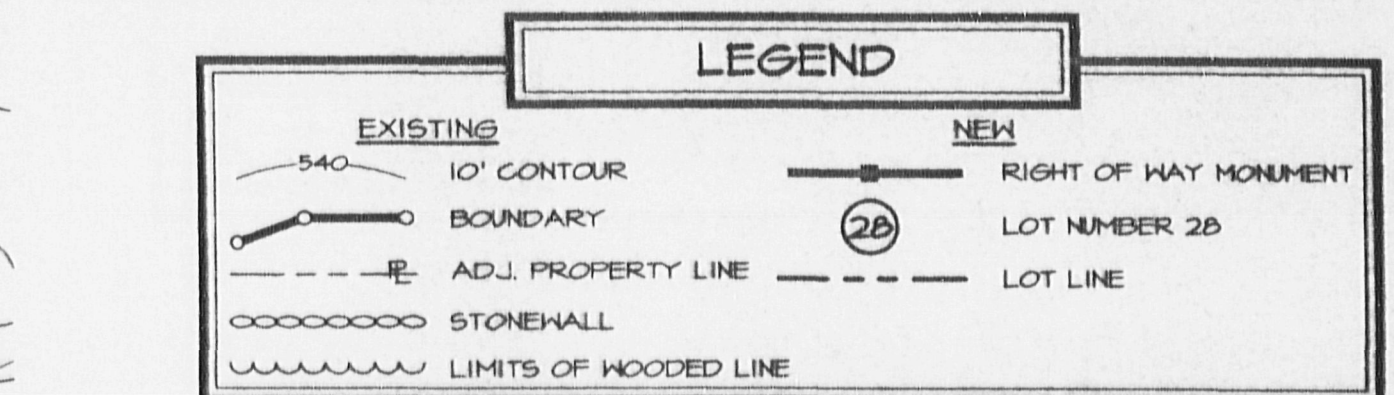 LEGEND
EXISTING
540 10' CONTOUR
BOUNDARY
PL ADJ. PROPERTY LINE
STONEWALL
LIMITS OF WOODED LINE
NEW
RIGHT OF WAY MONUMENT
28 LOT NUMBER 28
LOT LINE